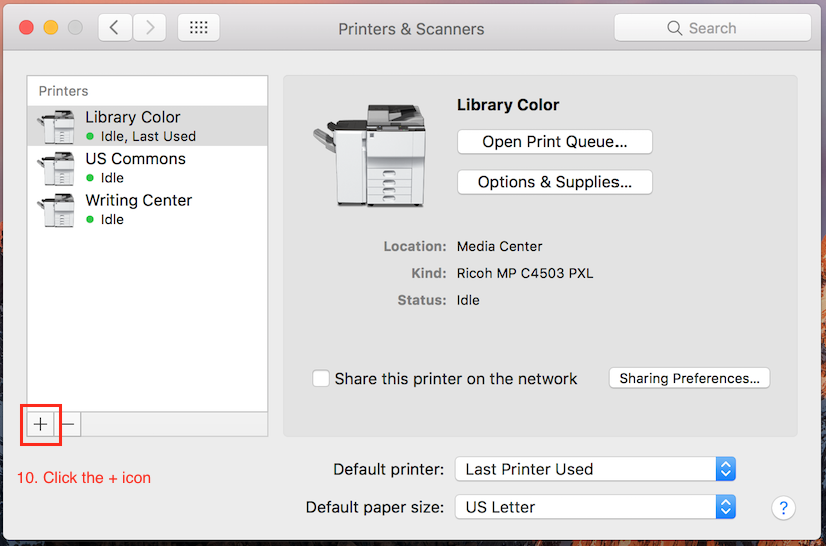 Printers & Scanners
Search
Printers
Library Color
Idle, Last Used
US Commons
Idle
Writing Center
Idle
+
−
10. Click the + icon
Library Color
Open Print Queue...
Options & Supplies...
Location: Media Center
Kind: Ricoh MP C4503 PXL
Status: Idle
Share this printer on the network
Sharing Preferences...
Default printer: Last Printer Used
Default paper size: US Letter
?